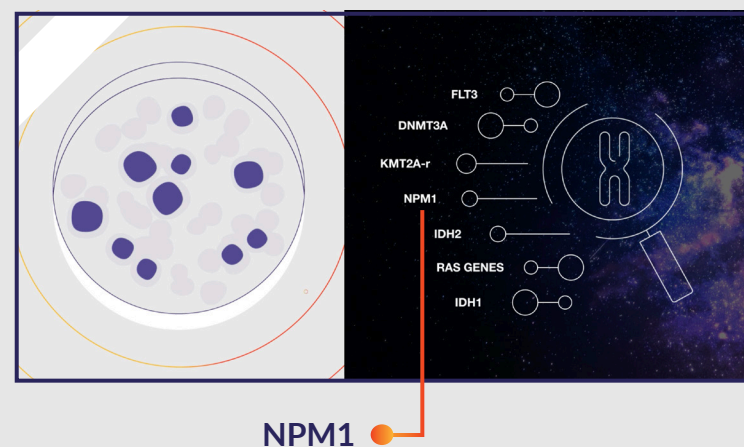 FLT3
DNMT3A
KMT2A-r
NPM1
IDH2
RAS GENES
IDH1
NPM1